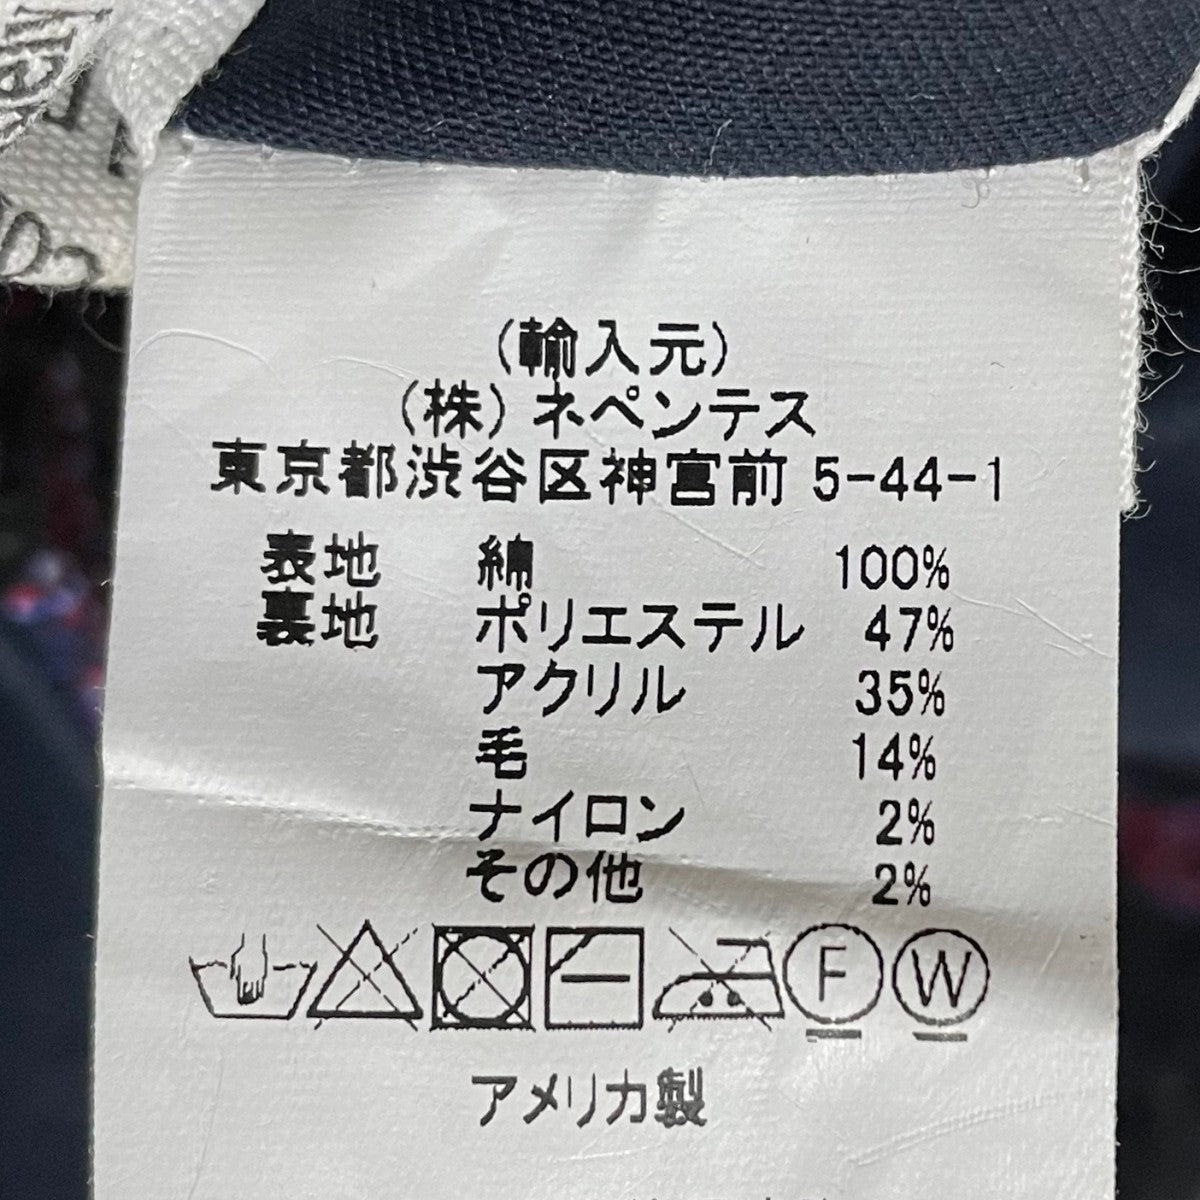 (輸入元)
(株)ネペンテス
東京都渋谷区神宮前 5-44-1
表地 綿 100%
裏地 ポリエステル 47%
アクリル 35%
毛 14%
ナイロン 2%
その他 2%
F W
アメリカ製